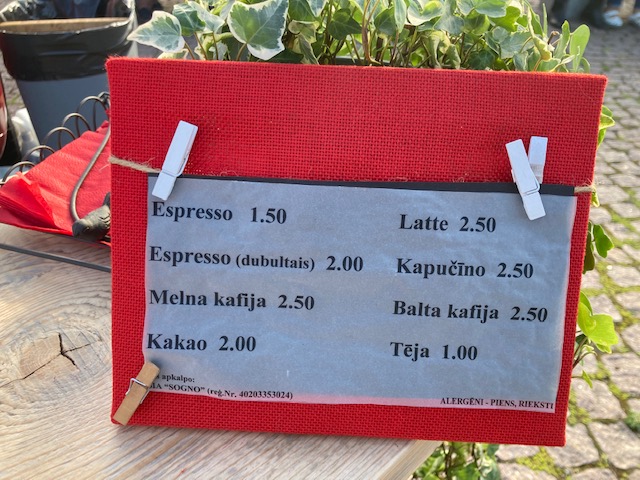 Espresso 1.50
Espresso (dubultais) 2.00
Melna kafija 2.50
Kakao 2.00
Latte 2.50
Kapučīno 2.50
Balta kafija 2.50
Tēja 1.00
apkalpo:
"SOGNO" (reģ.Nr. 40203353024)
ALERGĒNI - PIENS, RIEKSTI